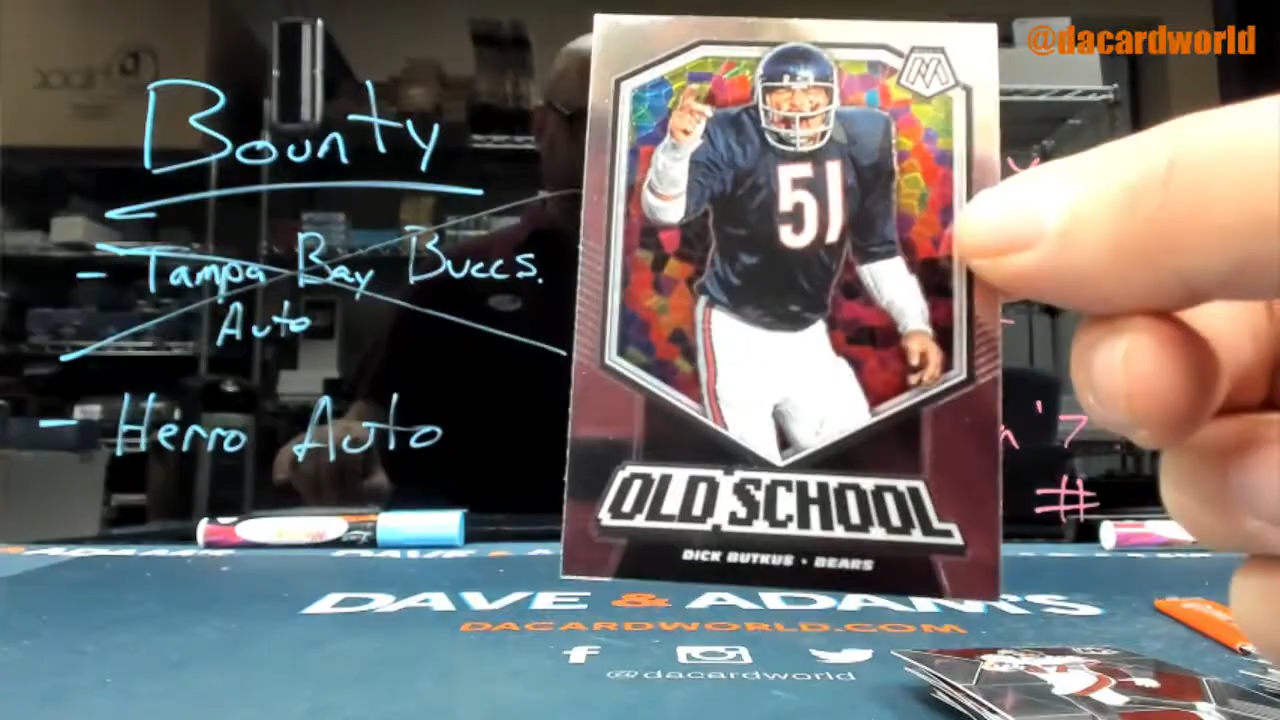 @dacardworld
Bounty
- Tampa Bay Buccs.
Auto
- Herro Auto
51
OLD SCHOOL
DICK BUTKUS • BEARS
#
DAVE & ADAM'S
DACARDWORLD.COM
@dacardworld